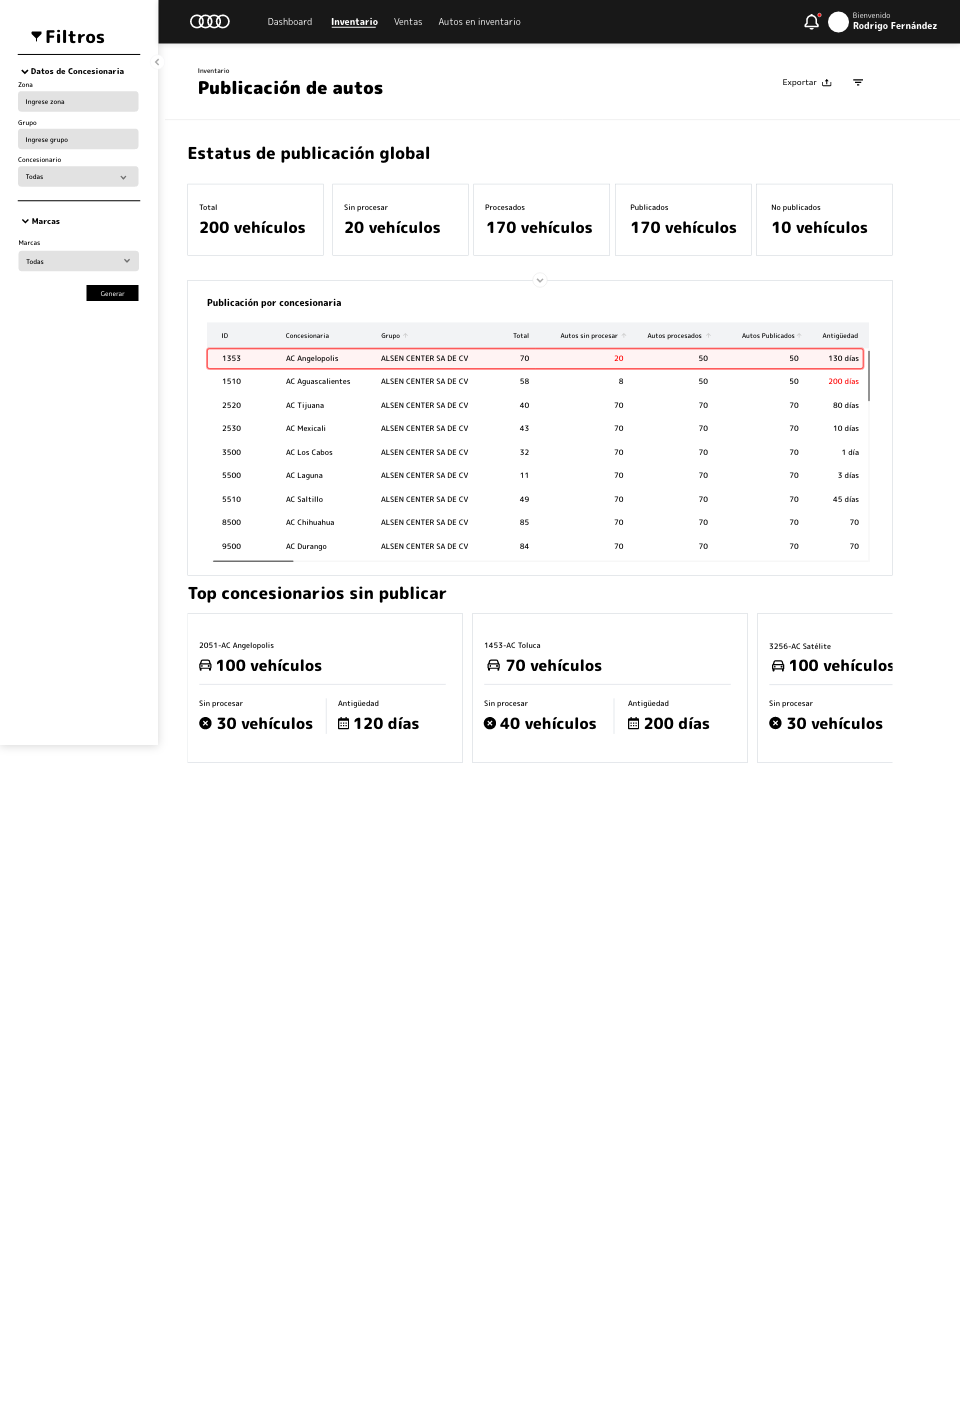 Filtros
Datos de Concesionaria
Zona
Ingrese zona
Grupo
Ingrese grupo
Concesionario
Todas
Marcas
Marcas
Todas
Generar
Dashboard Inventario Ventas Autos en inventario
Bienvenido
Rodrigo Fernández
Inventario
Publicación de autos
Exportar
Estatus de publicación global
Total
200 vehículos
Sin procesar
20 vehículos
Procesados
170 vehículos
Publicados
170 vehículos
No publicados
10 vehículos
Publicación por concesionaria
ID Concesionaria Grupo Total Autos sin procesar Autos procesados Autos Publicados Antigüedad
1353 AC Angelopolis ALSEN CENTER SA DE CV 70 20 50 50 130 días
1510 AC Aguascalientes ALSEN CENTER SA DE CV 58 8 50 50 200 días
2520 AC Tijuana ALSEN CENTER SA DE CV 40 70 70 70 80 días
2530 AC Mexicali ALSEN CENTER SA DE CV 43 70 70 70 10 días
3500 AC Los Cabos ALSEN CENTER SA DE CV 32 70 70 70 1 día
5500 AC Laguna ALSEN CENTER SA DE CV 11 70 70 70 3 días
5510 AC Saltillo ALSEN CENTER SA DE CV 49 70 70 70 45 días
8500 AC Chihuahua ALSEN CENTER SA DE CV 85 70 70 70 70
9500 AC Durango ALSEN CENTER SA DE CV 84 70 70 70 70
Top concesionarios sin publicar
2051-AC Angelopolis
100 vehículos
Sin procesar
30 vehículos
Antigüedad
120 días
1453-AC Toluca
70 vehículos
Sin procesar
40 vehículos
Antigüedad
200 días
3256-AC Satélite
100 vehículos
Sin procesar
30 vehículos